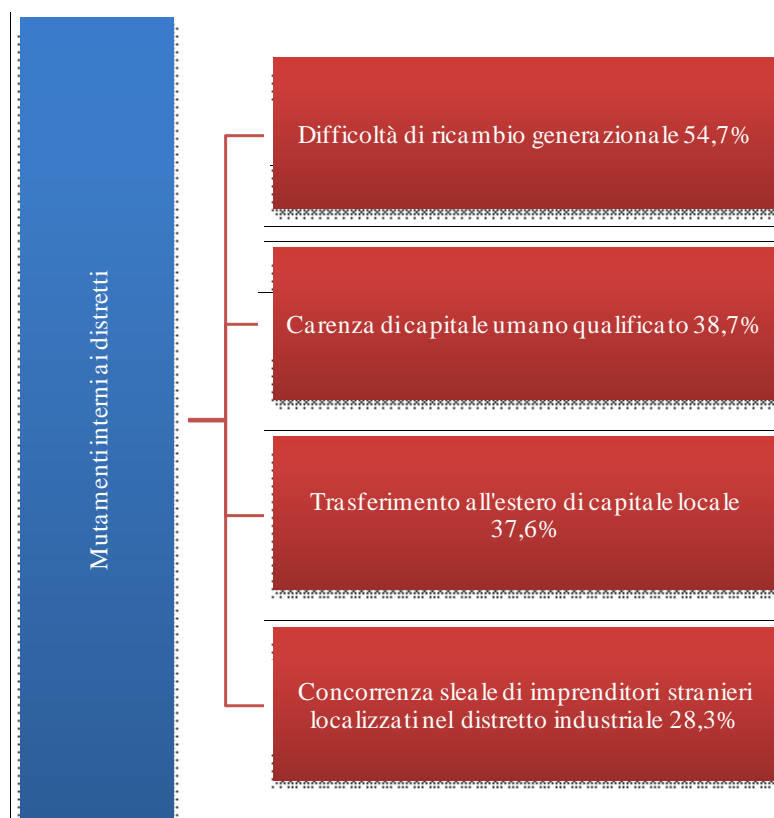 Mutamenti interni ai distretti
Difficoltà di ricambio generazionale 54,7%
Carenza di capitale umano qualificato 38,7%
Trasferimento all'estero di capitale locale
37,6%
Concorrenza sleale di imprenditori stranieri
localizzati nel distretto industriale 28,3%